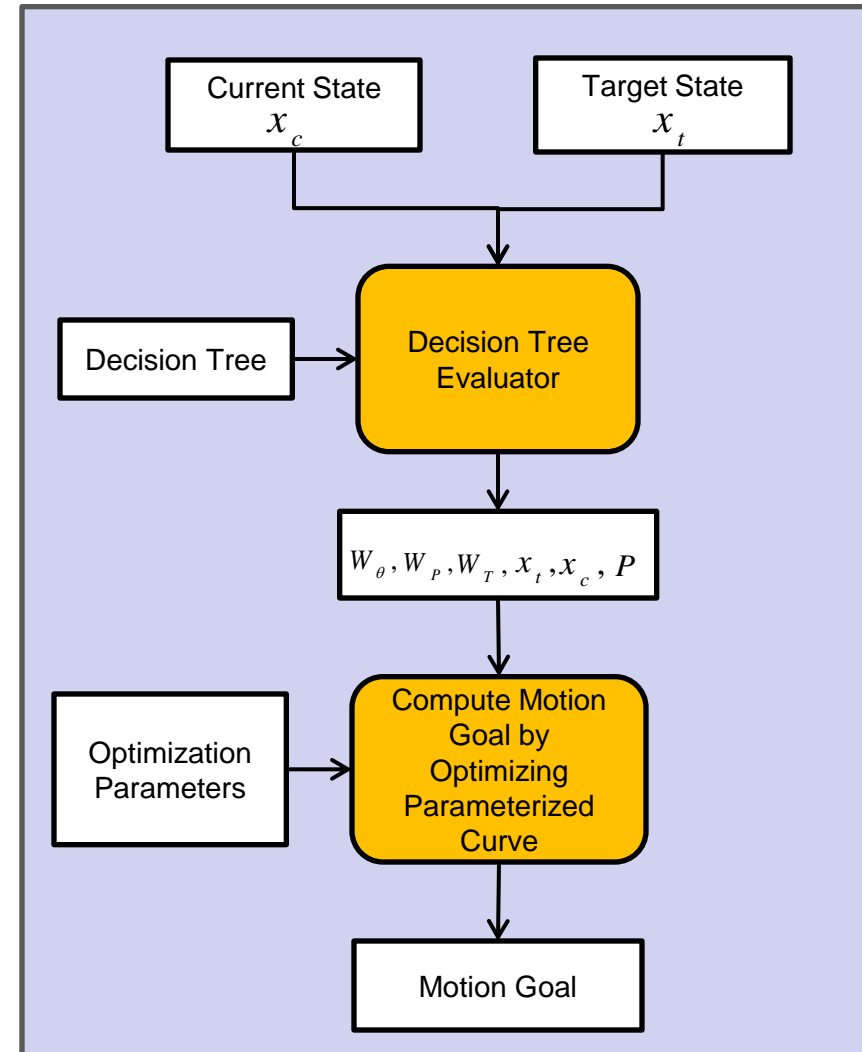 Current State
x_c
Target State
x_t
Decision Tree
Decision Tree
Evaluator
W_θ, W_P, W_T, x_t, x_c, P
Optimization
Parameters
Compute Motion
Goal by
Optimizing
Parameterized
Curve
Motion Goal